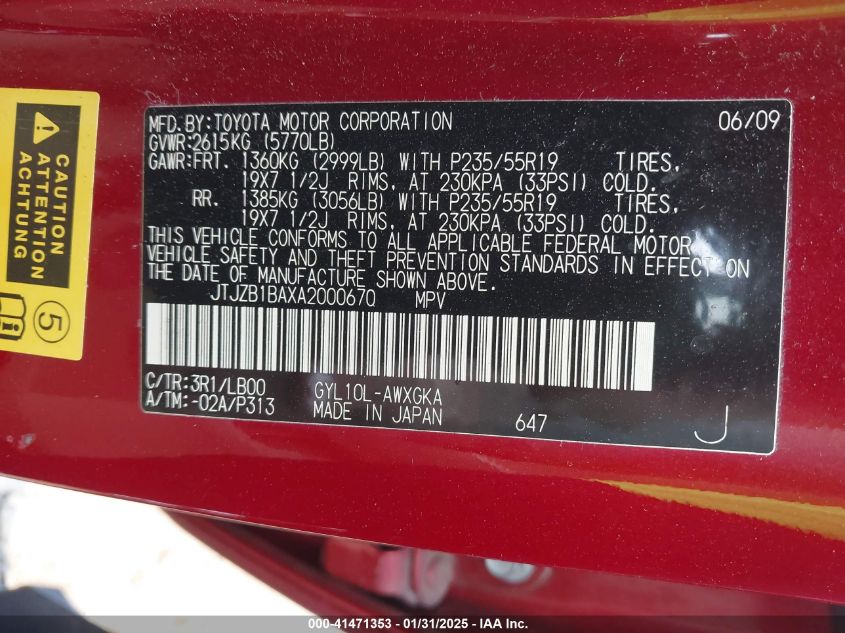 ATTENTION
CAUTION
ACHTUNG
i
5
MFD.BY:TOYOTA MOTOR CORPORATION 06/09
GVWR:2615KG (5770LB)
GAWR:FRT. 1360KG (2999LB) WITH P235/55R19 TIRES,
19X7 1/2J RIMS, AT 230KPA (33PSI) COLD.
RR. 1385KG (3056LB) WITH P235/55R19 TIRES,
19X7 1/2J RIMS, AT 230KPA (33PSI) COLD.
THIS VEHICLE CONFORMS TO ALL APPLICABLE FEDERAL MOTOR
VEHICLE SAFETY AND THEFT PREVENTION STANDARDS IN EFFECT ON
THE DATE OF MANUFACTURE SHOWN ABOVE.
JTJZB1BAXA2000670 MPV
C/TR:3R1/LB00 GYL10L-AWXGKA
A/TM:-02A/P313 MADE IN JAPAN 647
J
000-41471353 - 01/31/2025 - IAA Inc.